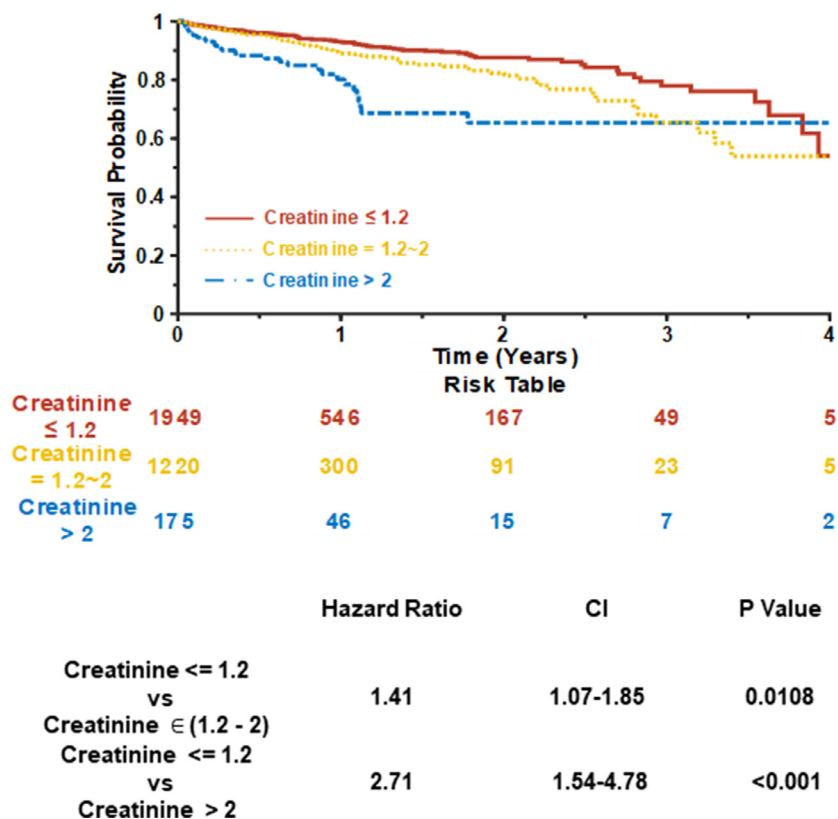 1
0.8
0.6
0.4
0.2
0
Survival Probability
Creatinine ≤ 1.2
Creatinine = 1.2~2
Creatinine > 2
0 1 2 3 4
Time (Years)
Risk Table
Creatinine
≤ 1.2 1949 546 167 49 5
Creatinine
= 1.2~2 1220 300 91 23 5
Creatinine
> 2 175 46 15 7 2
Hazard Ratio CI P Value
Creatinine <= 1.2
vs 1.41 1.07-1.85 0.0108
Creatinine ∈ (1.2 - 2)
Creatinine <= 1.2
vs 2.71 1.54-4.78 <0.001
Creatinine > 2